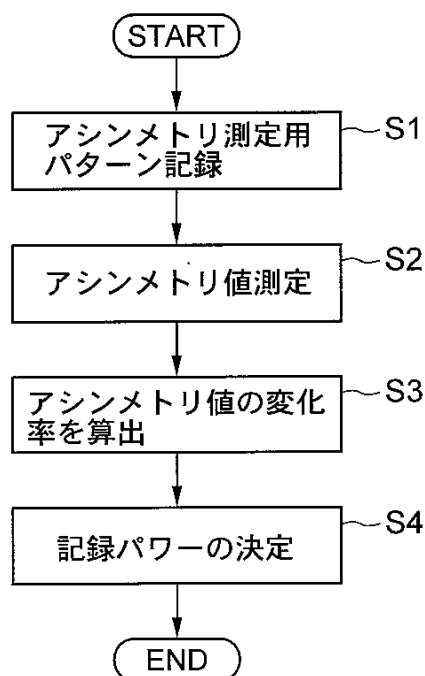 START
アシンメトリ測定用
パターン記録
S1
アシンメトリ値測定
S2
アシンメトリ値の変化
率を算出
S3
記録パワーの決定
S4
END